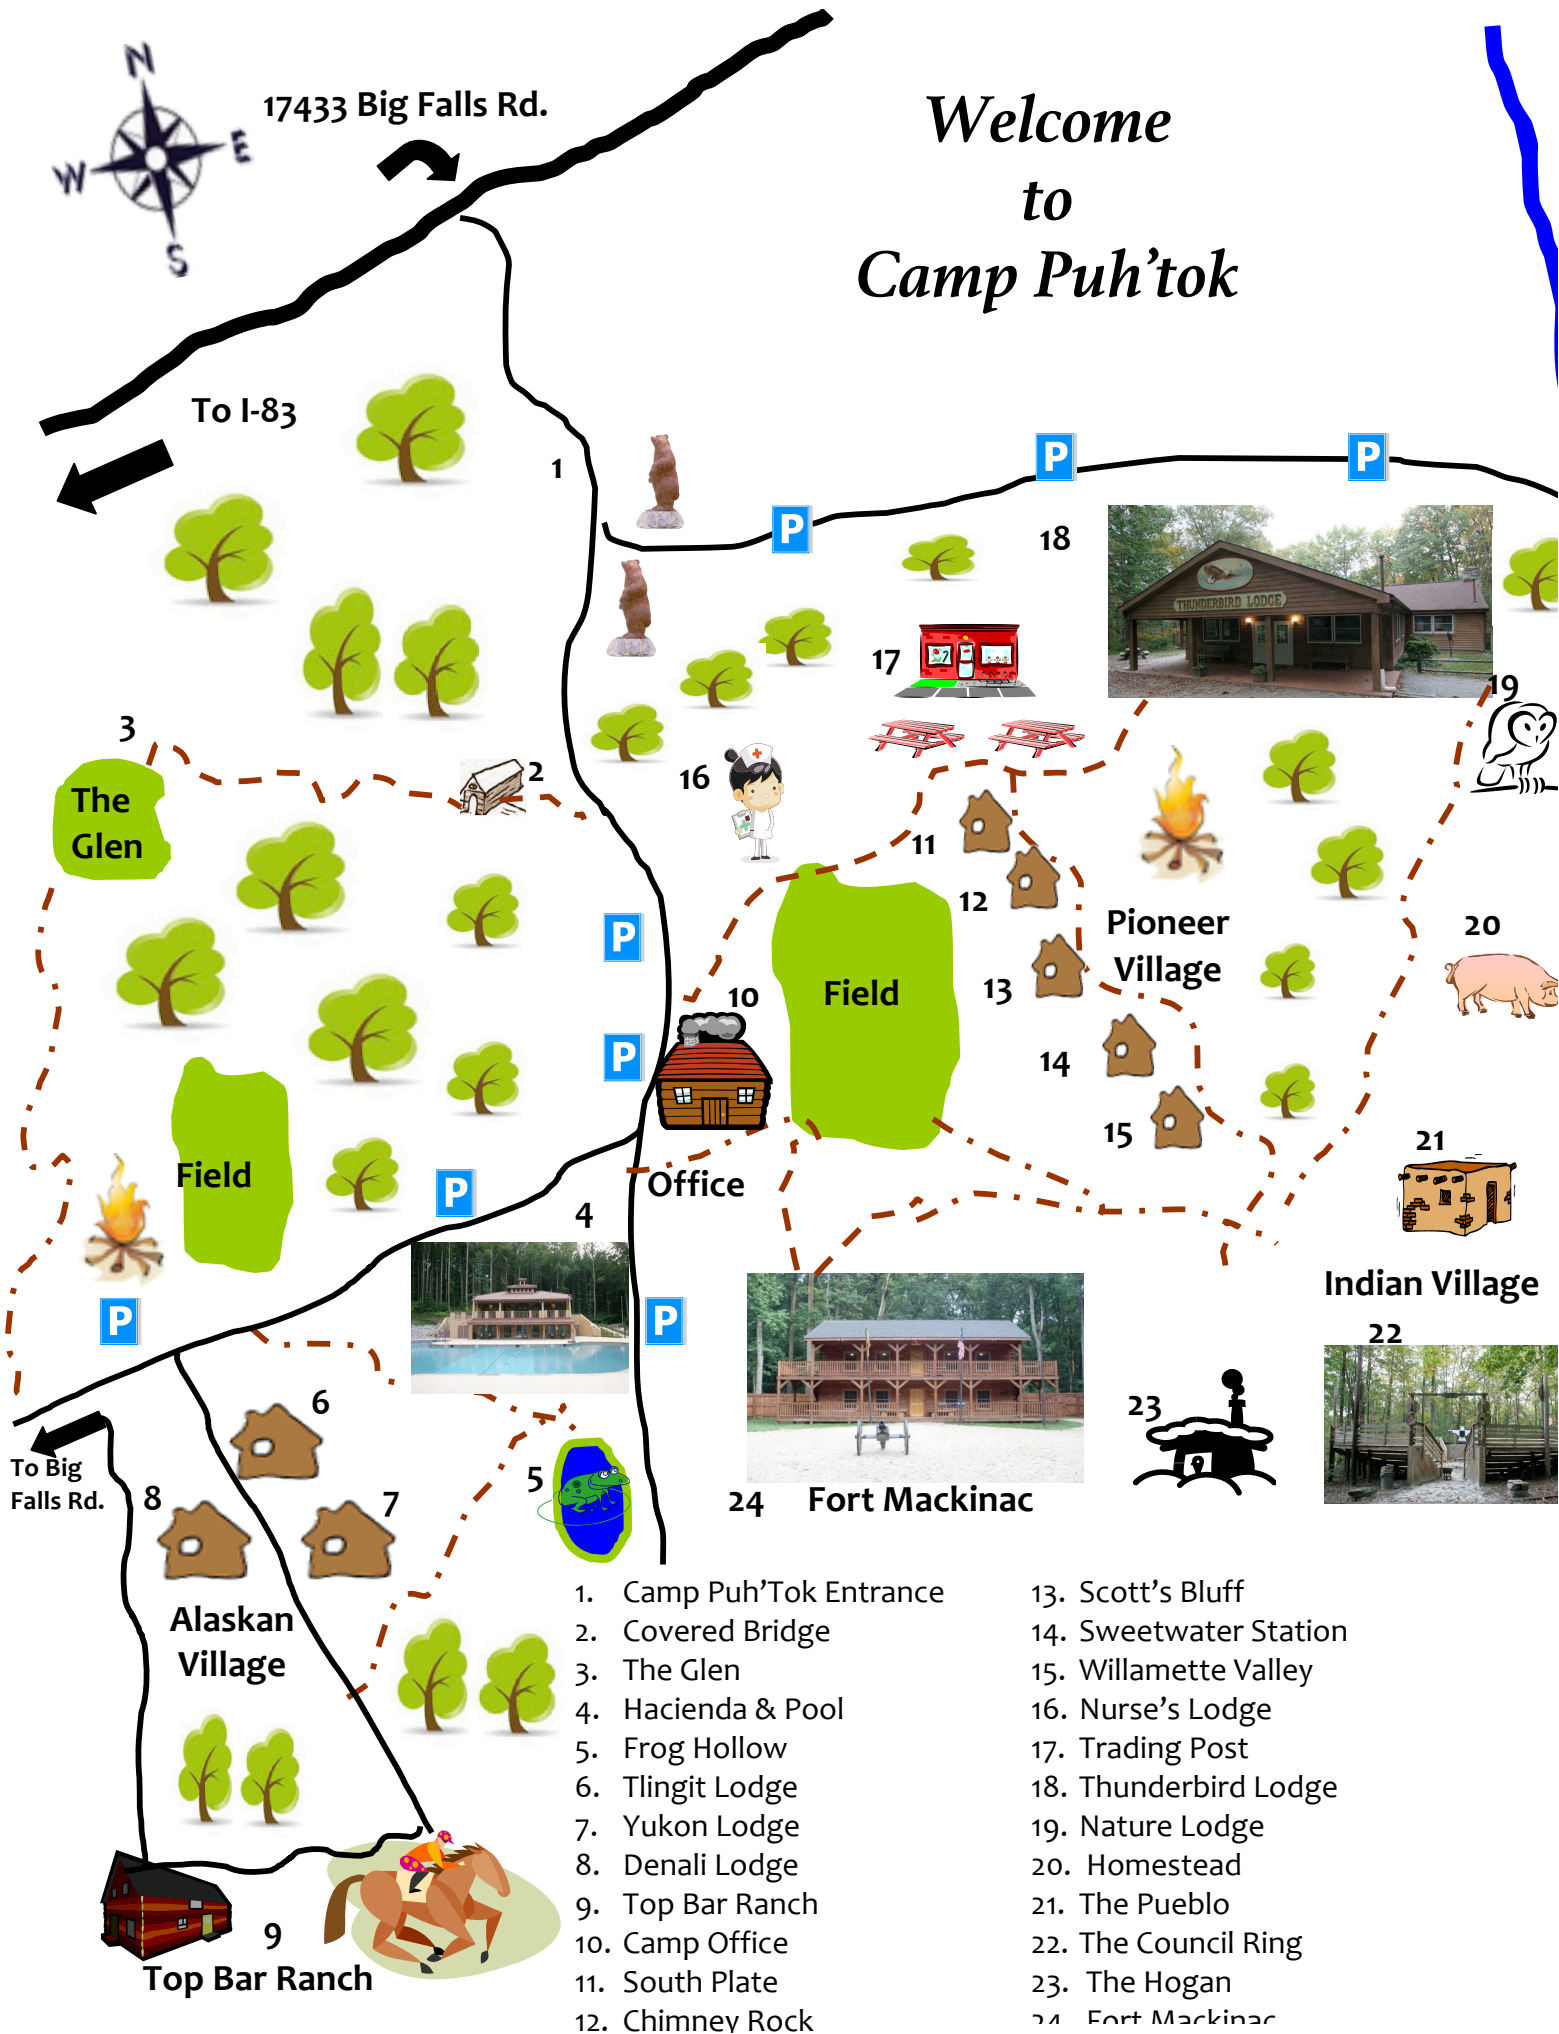 N
E
W
S
17433 Big Falls Rd.
Welcome
to
Camp Puh'tok
To I-83
1
P
P
P
18
THUNDERBIRD LODGE
17
19
3
2
16
The
Glen
11
12
P
Pioneer
Village
20
13
10
Field
P
14
15
21
Field
P
Office
4
Indian Village
P
P
22
6
23
To Big
Falls Rd.
8
7
5
24 Fort Mackinac
Alaskan
Village
9
Top Bar Ranch
1. Camp Puh'Tok Entrance
2. Covered Bridge
3. The Glen
4. Hacienda & Pool
5. Frog Hollow
6. Tlingit Lodge
7. Yukon Lodge
8. Denali Lodge
9. Top Bar Ranch
10. Camp Office
11. South Plate
12. Chimney Rock
13. Scott's Bluff
14. Sweetwater Station
15. Willamette Valley
16. Nurse's Lodge
17. Trading Post
18. Thunderbird Lodge
19. Nature Lodge
20. Homestead
21. The Pueblo
22. The Council Ring
23. The Hogan
24. Fort Mackinac